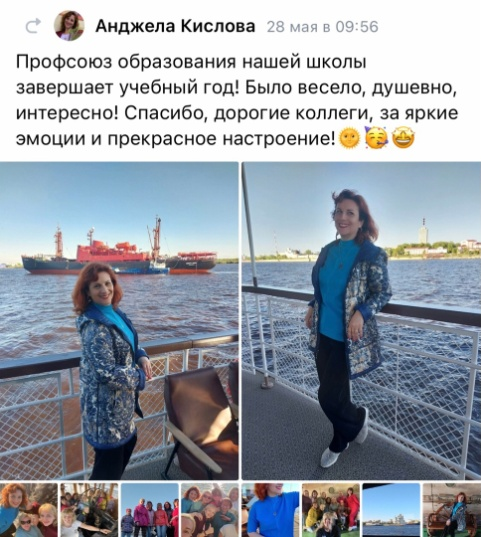 Анджела Кислова 28 мая в 09:56
Профсоюз образования нашей школы
завершает учебный год! Было весело, душевно,
интересно! Спасибо, дорогие коллеги, за яркие
эмоции и прекрасное настроение!🌞🥳🤩